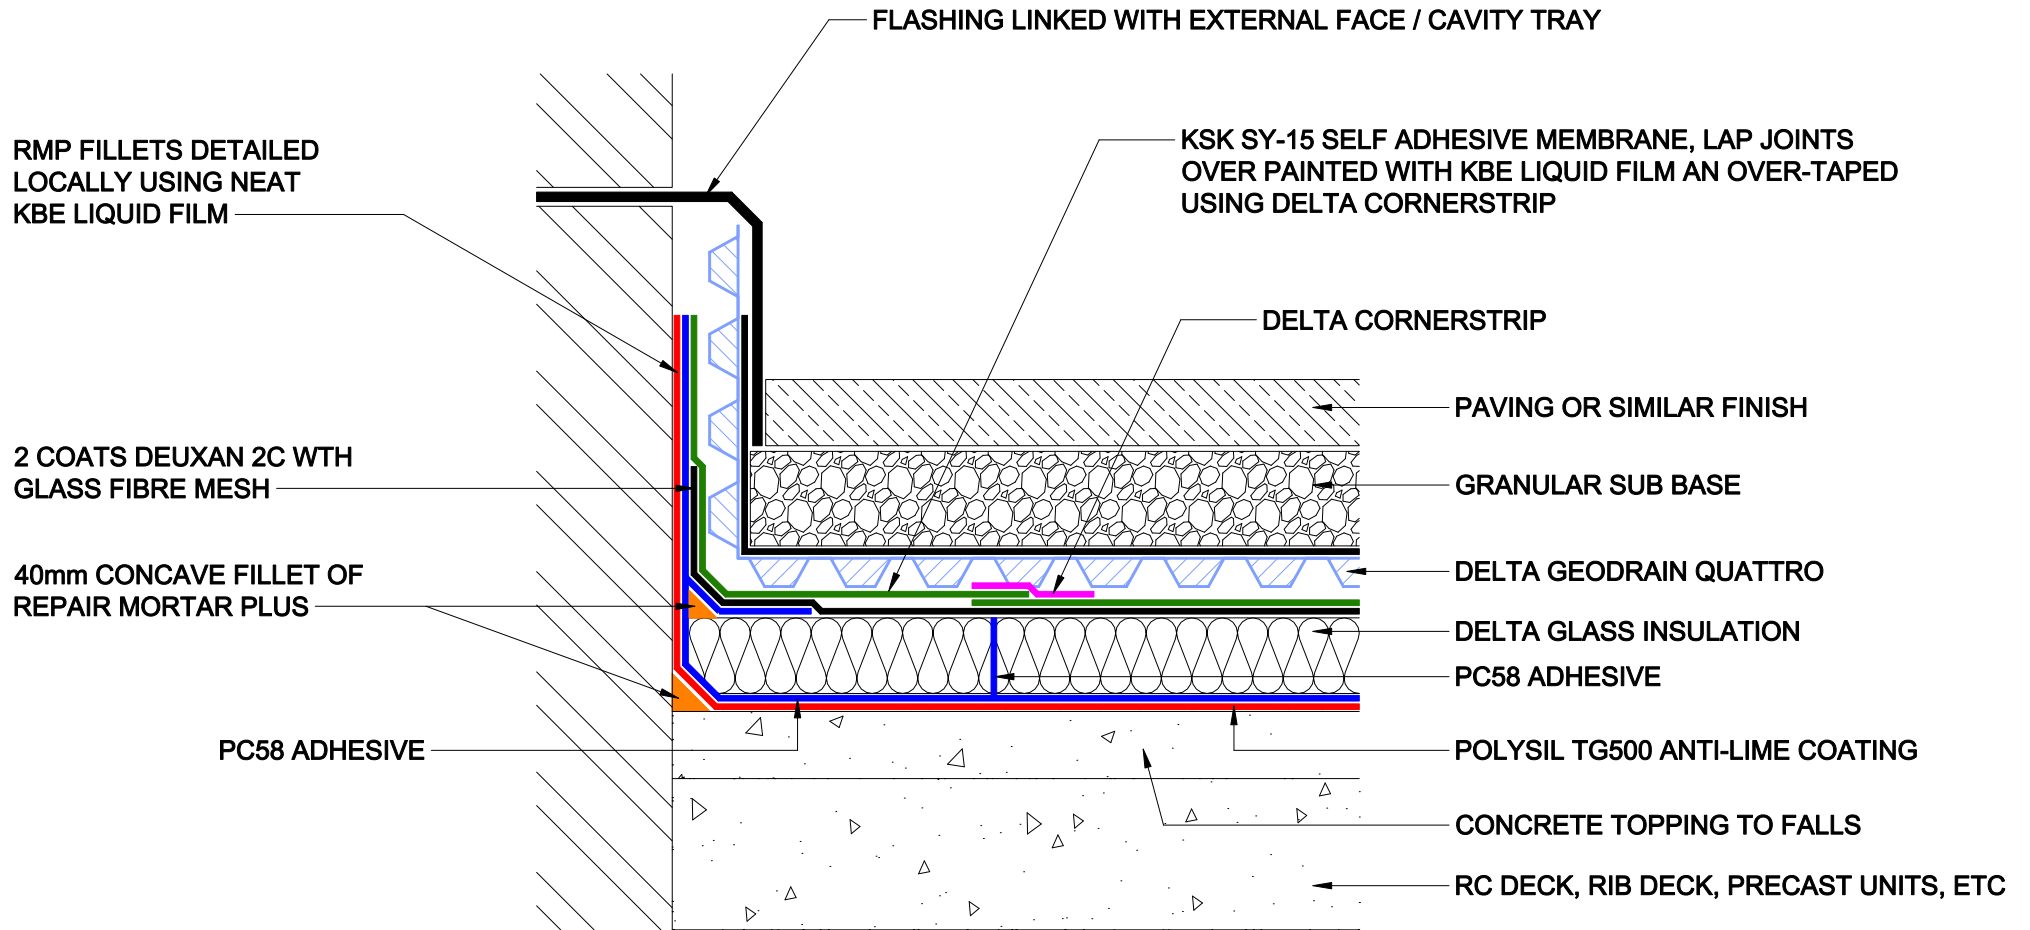 FLASHING LINKED WITH EXTERNAL FACE / CAVITY TRAY
RMP FILLETS DETAILED
LOCALLY USING NEAT
KBE LIQUID FILM
KSK SY-15 SELF ADHESIVE MEMBRANE, LAP JOINTS
OVER PAINTED WITH KBE LIQUID FILM AN OVER-TAPED
USING DELTA CORNERSTRIP
DELTA CORNERSTRIP
PAVING OR SIMILAR FINISH
2 COATS DEUXAN 2C WTH
GLASS FIBRE MESH
GRANULAR SUB BASE
40mm CONCAVE FILLET OF
REPAIR MORTAR PLUS
DELTA GEODRAIN QUATTRO
DELTA GLASS INSULATION
PC58 ADHESIVE
PC58 ADHESIVE
POLYSIL TG500 ANTI-LIME COATING
CONCRETE TOPPING TO FALLS
RC DECK, RIB DECK, PRECAST UNITS, ETC